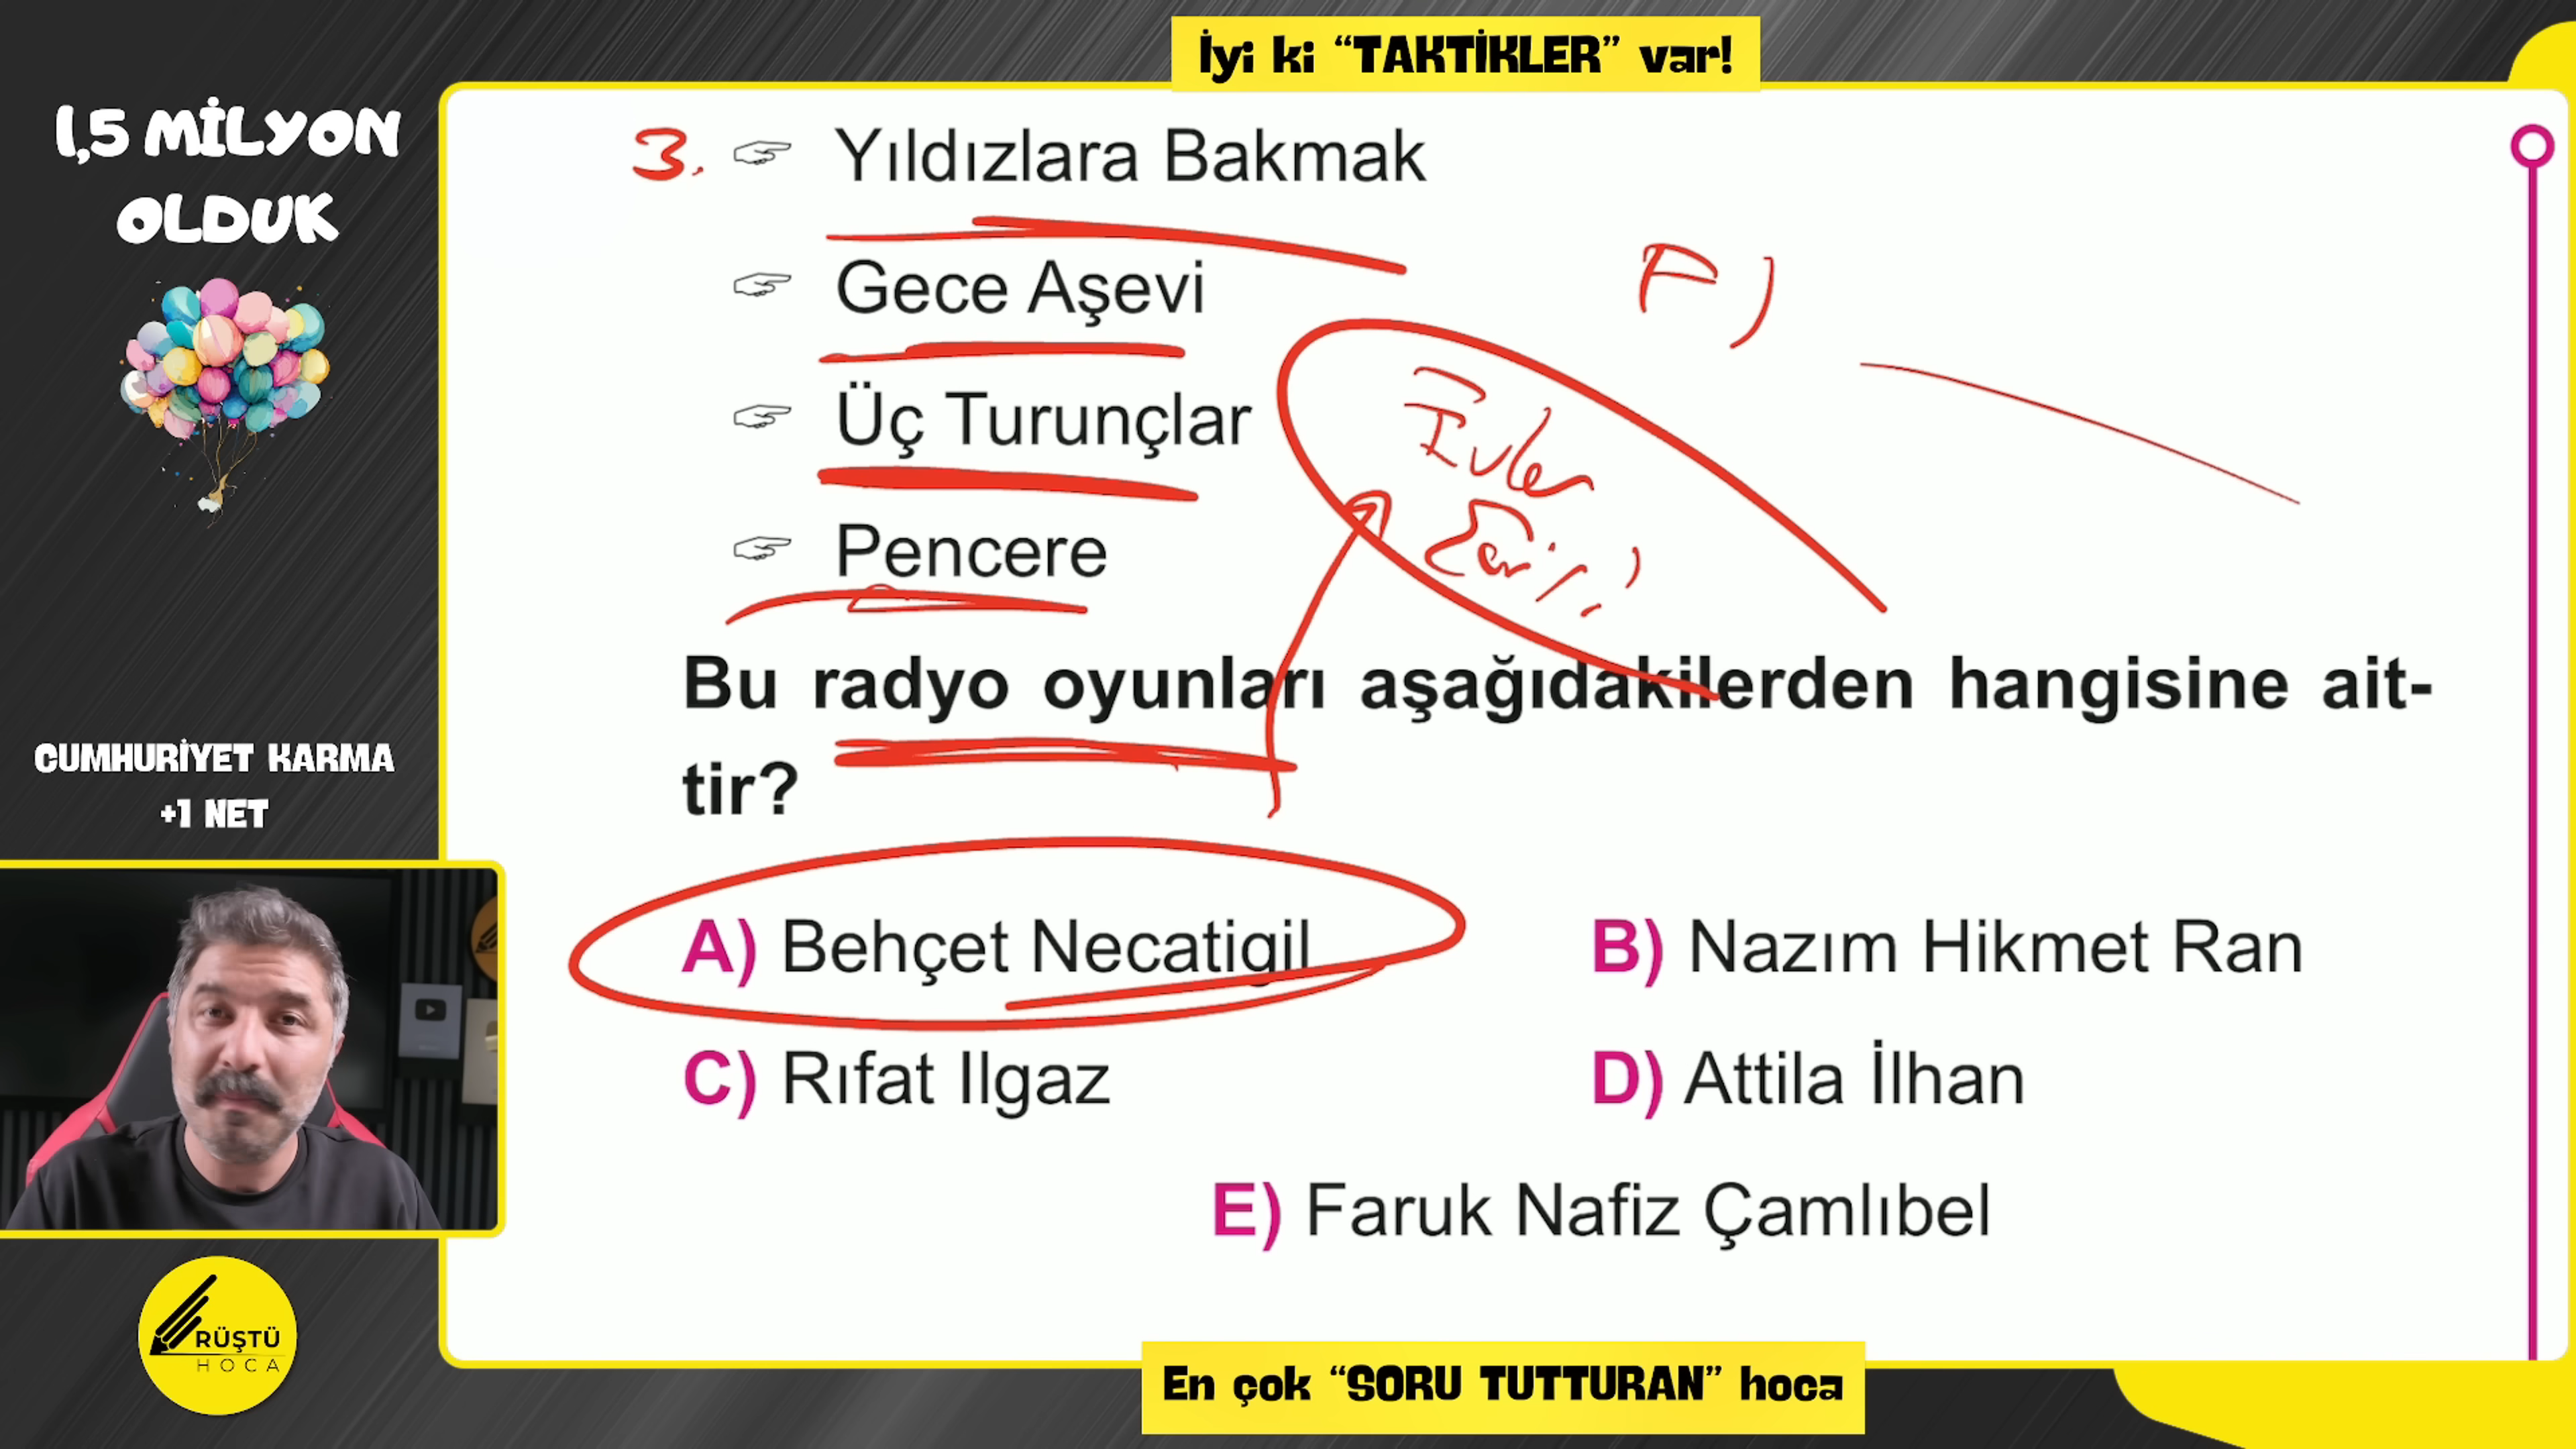 İyi ki “TAKTİKLER” var!
1,5 MİLYON
OLDUK
3. Yıldızlara Bakmak
Gece Aşevi
Üç Turunçlar
Pencere
F)
Evler
Şairi
Bu radyo oyunları aşağıdakilerden hangisine ait-
tir?
A) Behçet Necatigil
B) Nazım Hikmet Ran
C) Rıfat Ilgaz
D) Attila İlhan
E) Faruk Nafiz Çamlıbel
CUMHURİYET KARMA
+1 NET
RÜŞTÜ
HOCA
En çok “SORU TUTTURAN” hoca